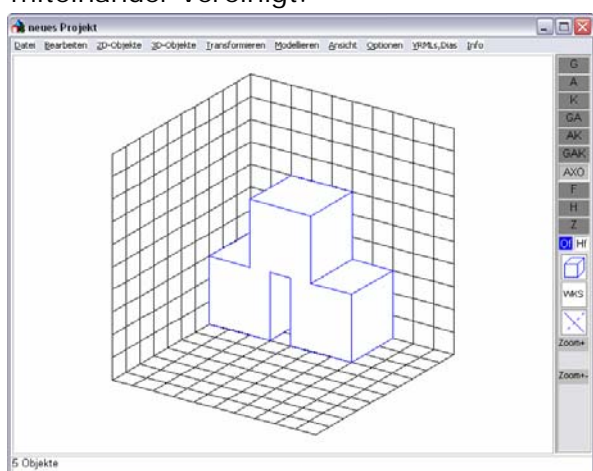 miteinander vereinigt.
neues Projekt
Datei Bearbeiten 2D-Objekte 3D-Objekte Transformieren Modellieren Ansicht Optionen VRMLs,Dias Info
G
A
K
GA
AK
GAK
AXO
F
H
Z
Of Hf
WKS
Zoom+
Zoom+-
5 Objekte